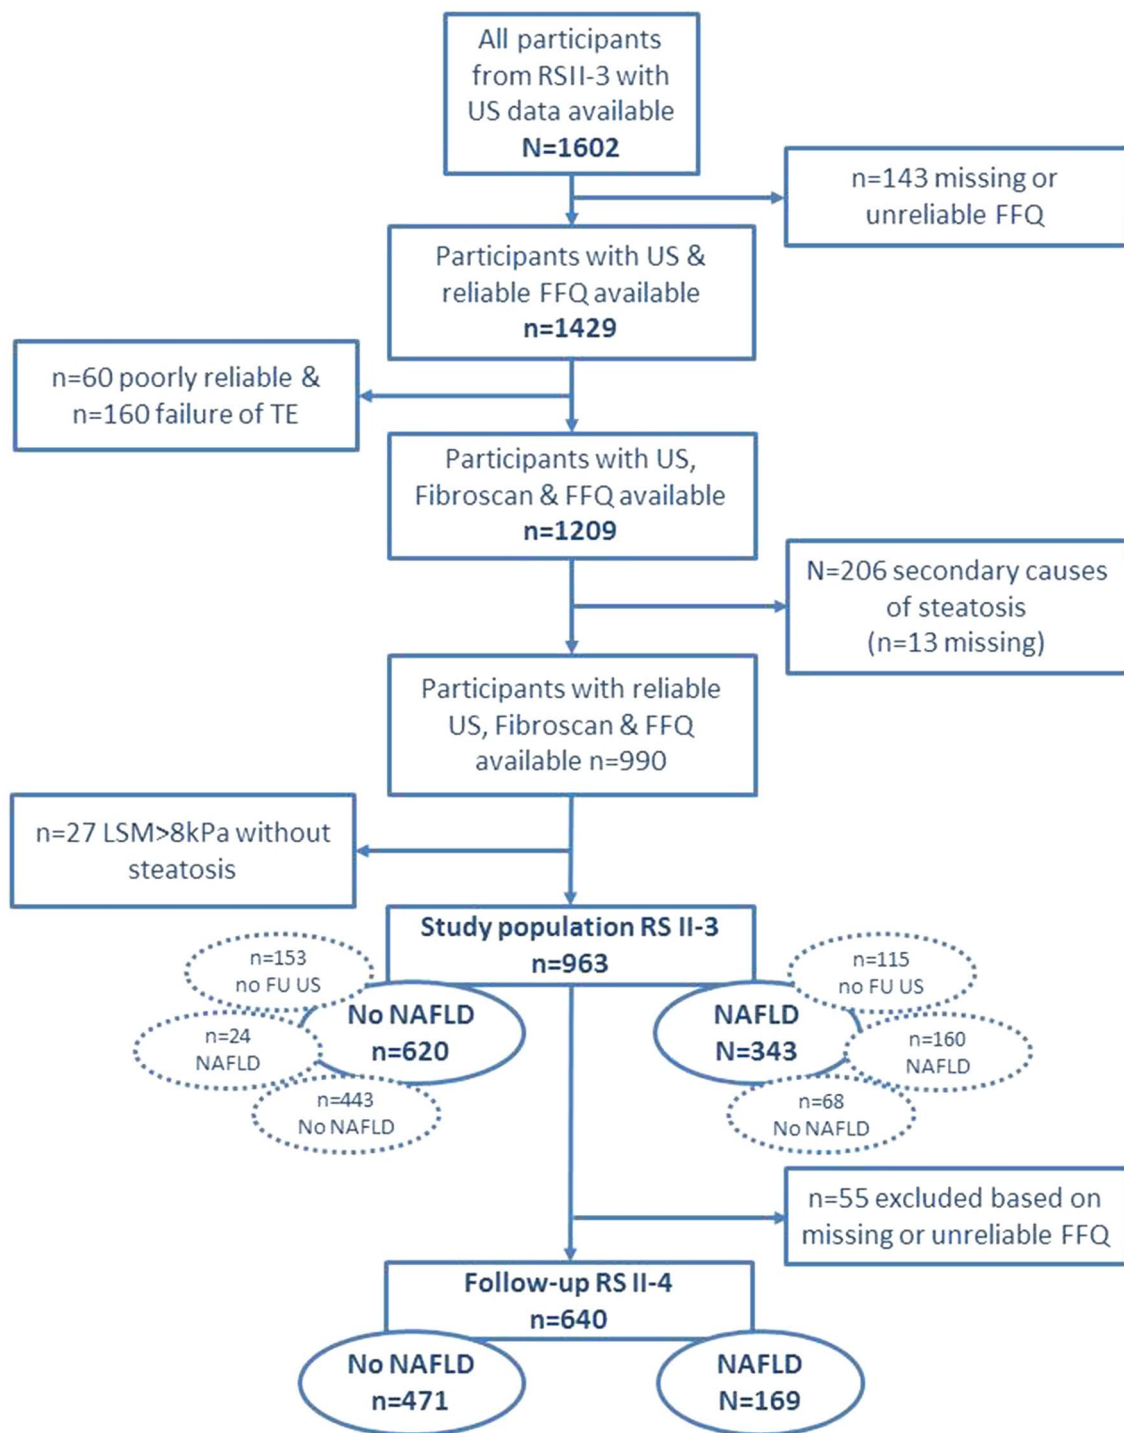 All participants
from RSII-3 with
US data available
N=1602
n=143 missing or
unreliable FFQ
Participants with US &
reliable FFQ available
n=1429
n=60 poorly reliable &
n=160 failure of TE
Participants with US,
Fibroscan & FFQ available
n=1209
N=206 secondary causes
of steatosis
(n=13 missing)
Participants with reliable
US, Fibroscan & FFQ
available n=990
n=27 LSM>8kPa without
steatosis
Study population RS II-3
n=963
n=153
no FU US
No NAFLD
n=620
n=24
NAFLD
n=443
No NAFLD
n=115
no FU US
NAFLD
N=343
n=160
NAFLD
n=68
No NAFLD
n=55 excluded based on
missing or unreliable FFQ
Follow-up RS II-4
n=640
No NAFLD
n=471
NAFLD
N=169